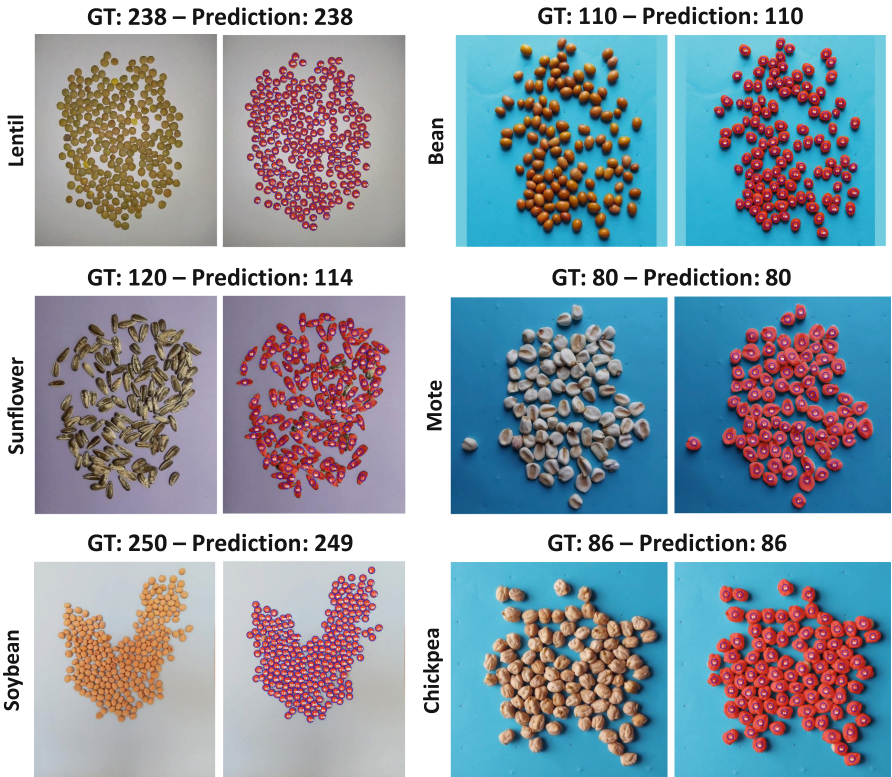 GT: 238 – Prediction: 238
GT: 110 – Prediction: 110
Lentil
Bean
GT: 120 – Prediction: 114
GT: 80 – Prediction: 80
Sunflower
Mote
GT: 250 – Prediction: 249
GT: 86 – Prediction: 86
Soybean
Chickpea